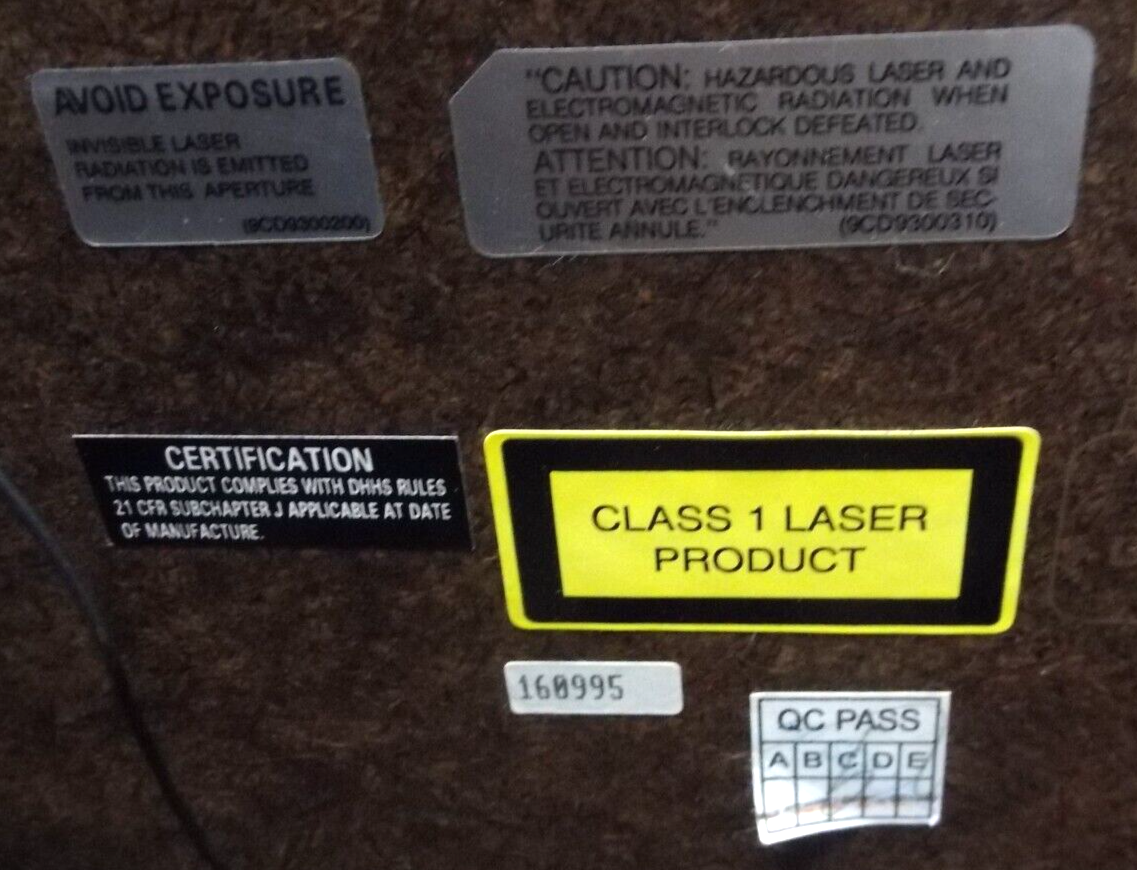 AVOID EXPOSURE
INVISIBLE LASER
RADIATION IS EMITTED
FROM THIS APERTURE
(9CD9300200)
"CAUTION: HAZARDOUS LASER AND
ELECTROMAGNETIC RADIATION WHEN
OPEN AND INTERLOCK DEFEATED.
ATTENTION: RAYONNEMENT LASER
ET ELECTROMAGNETIQUE DANGEREUX SI
OUVERT AVEC L'ENCLENCHMENT DE SEC-
URITE ANNULE."
(9CD9300310)
CERTIFICATION
THIS PRODUCT COMPLIES WITH DHHS RULES
21 CFR SUBCHAPTER J APPLICABLE AT DATE
OF MANUFACTURE.
CLASS 1 LASER
PRODUCT
160995
QC PASS
A B C D E